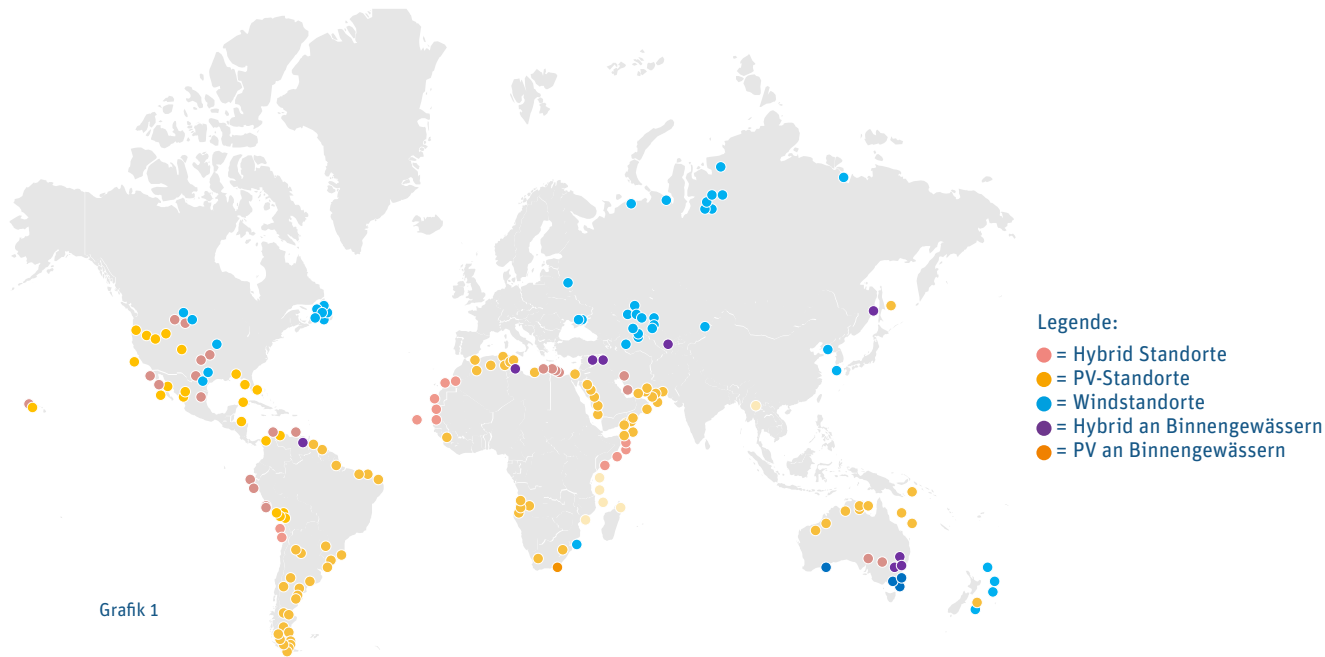 Legende:
= Hybrid Standorte
= PV-Standorte
= Windstandorte
= Hybrid an Binnengewässern
= PV an Binnengewässern
Grafik 1